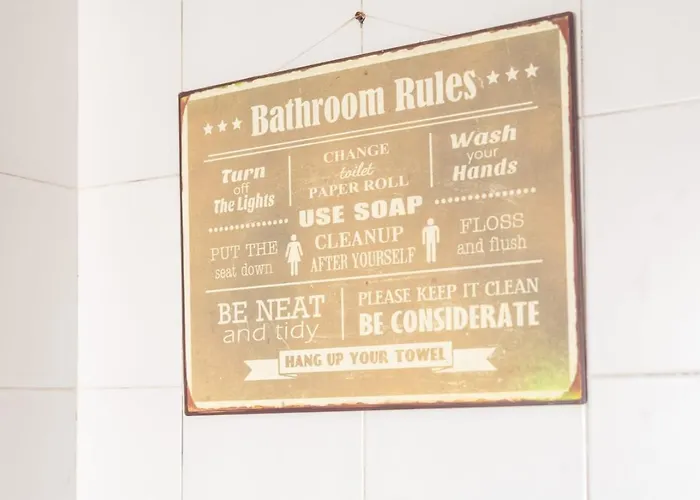 Bathroom Rules
Turn
off
The Lights
CHANGE
toilet
PAPER ROLL
Wash
your
Hands
USE SOAP
PUT THE
seat down
CLEANUP
AFTER YOURSELF
FLOSS
and flush
BE NEAT
and tidy
PLEASE KEEP IT CLEAN
BE CONSIDERATE
HANG UP YOUR TOWEL